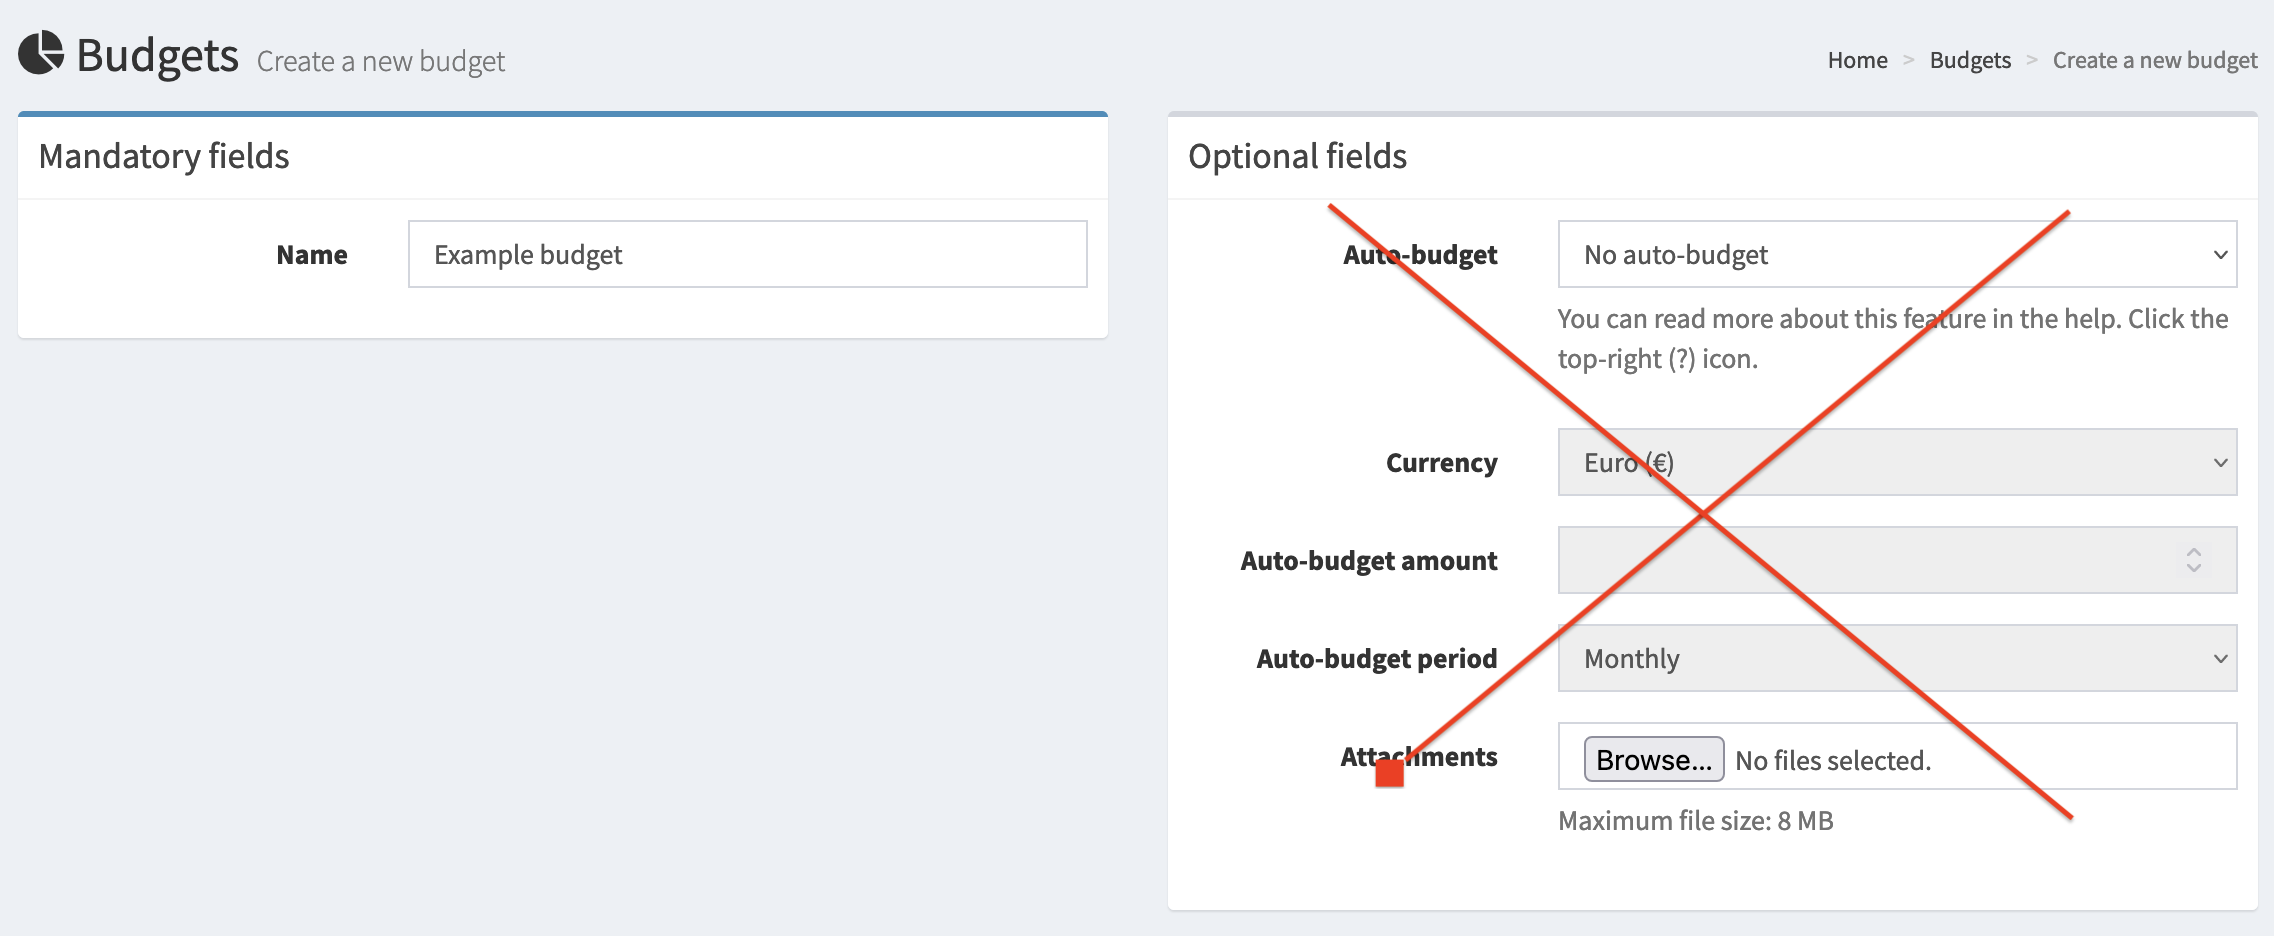 Budgets Create a new budget
Home > Budgets > Create a new budget
Mandatory fields
Name Example budget
Optional fields
Auto-budget No auto-budget
You can read more about this feature in the help. Click the
top-right (?) icon.
Currency Euro (€)
Auto-budget amount
Auto-budget period Monthly
Attachments Browse... No files selected.
Maximum file size: 8 MB